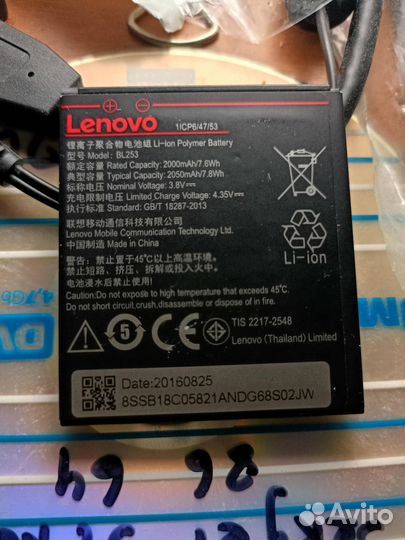 Lenovo
1ICP6/47/53
锂离子聚合物电池组 Li-Ion Polymer Battery
型号 Model: BL253
额定容量 Rated Capacity: 2000mAh/7.6Wh
典型容量 Typical Capacity: 2050mAh/7.8Wh
标称电压 Nominal Voltage: 3.8V⎓
充电限制电压 Limited Charge Voltage: 4.35V⎓
执行标准 Standard: GB/T 18287-2013
联想移动通信科技有限公司
Lenovo Mobile Communication Technology Ltd.
中国制造 Made in China
Li-ion
警告: 禁止置于45℃以上高温环境。
禁止短路、挤压、拆解或投入火中。
电池浸水后禁止使用!
Caution:Do not expose to high temperature that exceeds 45℃.
Do not short circuit,crush,disassemble or dispose of in fire.
5
TIS 2217-2548
Lenovo (Thailand) Limited
Date:20160825
8SSB18C05821ANDG68S02JW
4,7Gb
DV
Avito